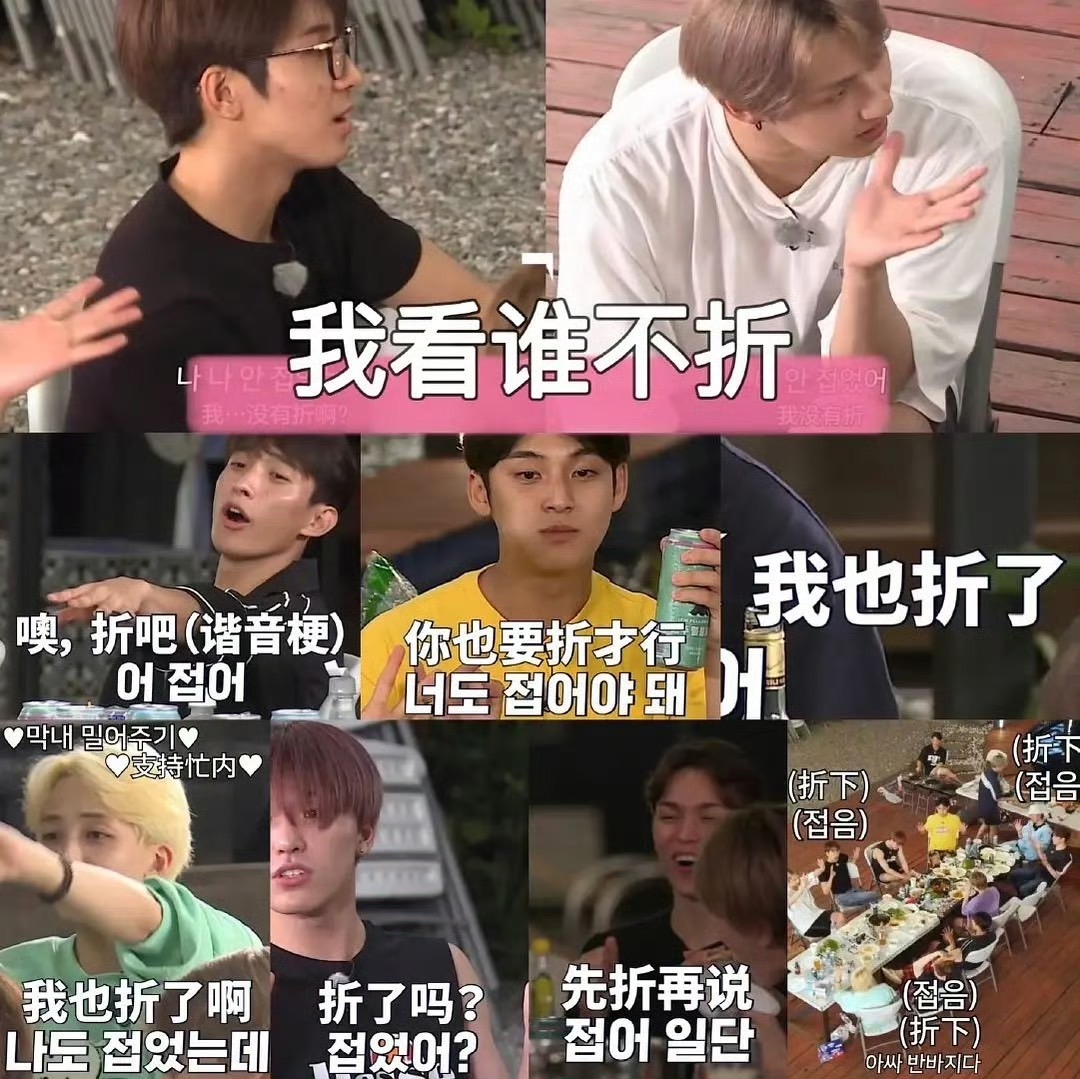 我看谁不折
나 나 안 접
안 접었어
我…没有折啊?
我没有折
噢，折吧（谐音梗）
어 접어
你也要折才行
너도 접어야 돼
我也折了
어
♥막내 밀어주기♥
♥支持忙内♥
我也折了啊
나도 접었는데
折了吗？
접었어?
先折再说
접어 일단
(折下)
(접음)
(折下
(접음
(접음)
(折下)
아싸 반바지다